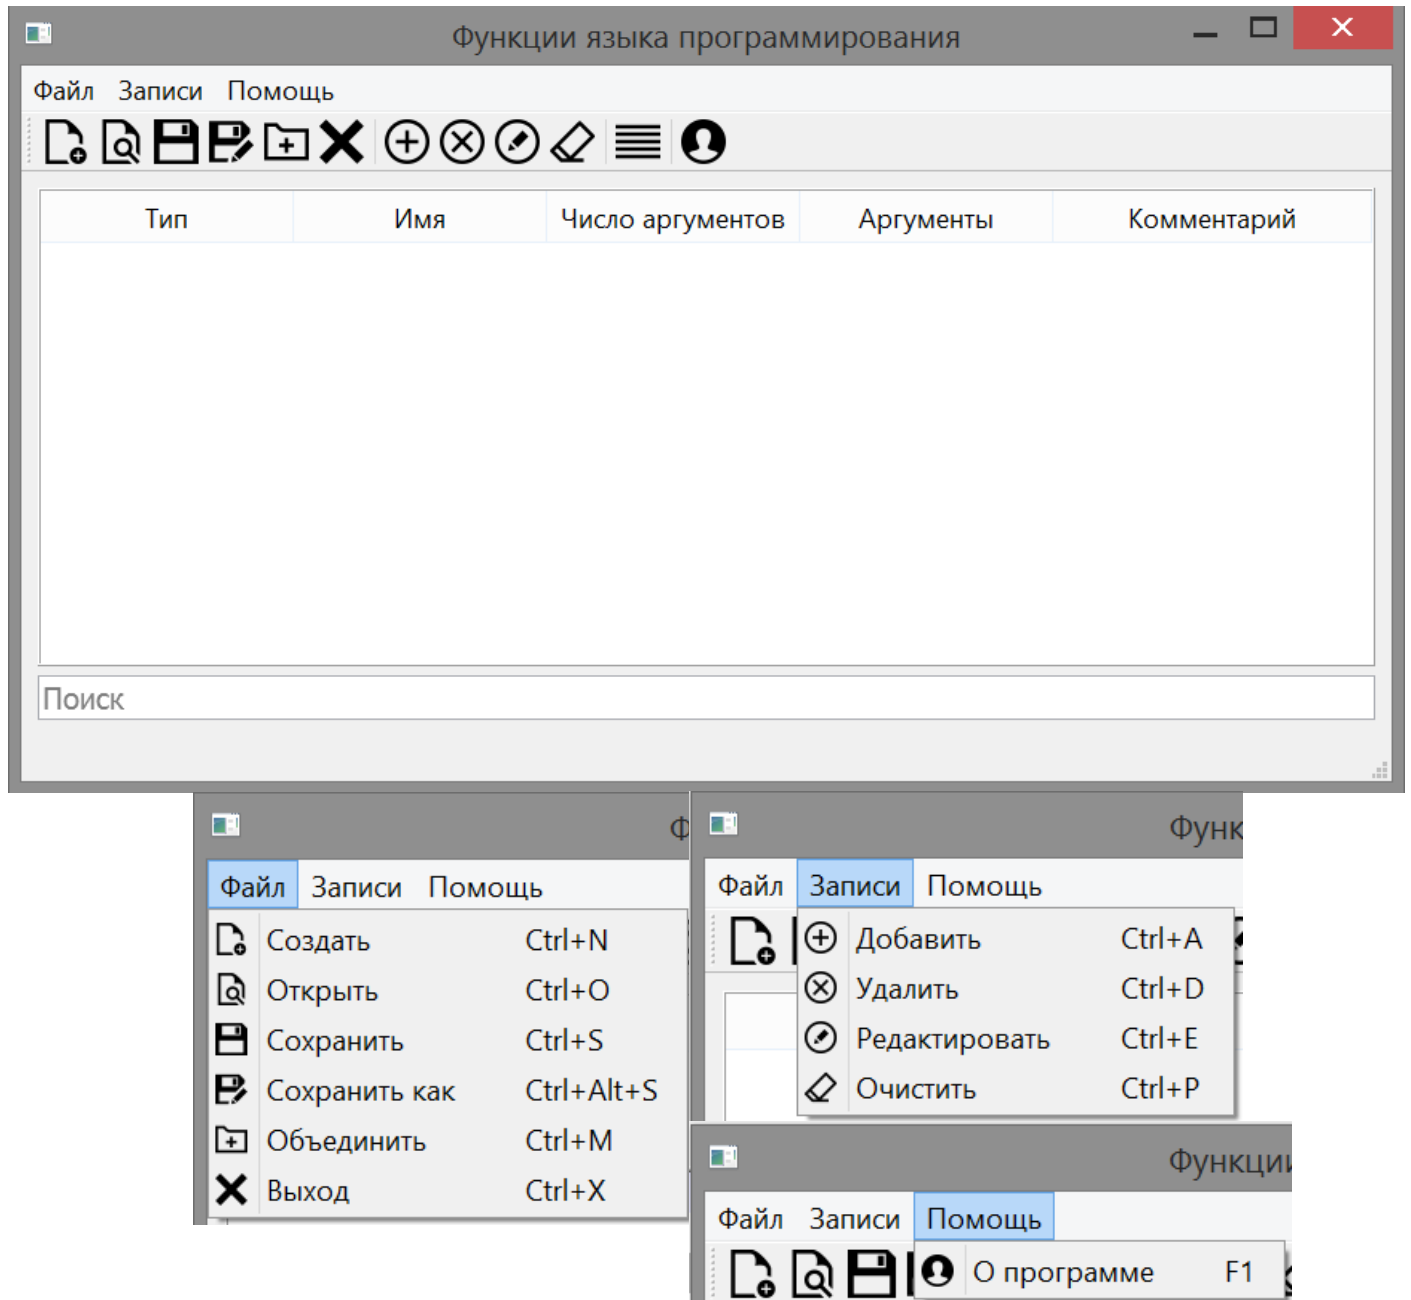 Функции языка программирования
Файл Записи Помощь
Тип Имя Число аргументов Аргументы Комментарий
Поиск
Ф
Файл Записи Помощь
Создать Ctrl+N
Открыть Ctrl+O
Сохранить Ctrl+S
Сохранить как Ctrl+Alt+S
Объединить Ctrl+M
Выход Ctrl+X
Функ
Файл Записи Помощь
Добавить Ctrl+A
Удалить Ctrl+D
Редактировать Ctrl+E
Очистить Ctrl+P
Функции
Файл Записи Помощь
О программе F1